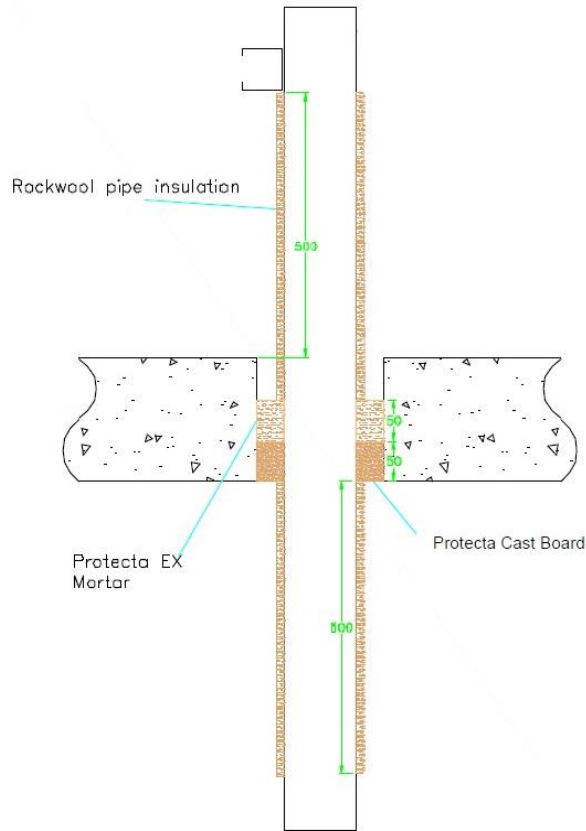 Rockwool pipe insulation
500
50
50
Protecta Cast Board
Protecta EX
Mortar
500